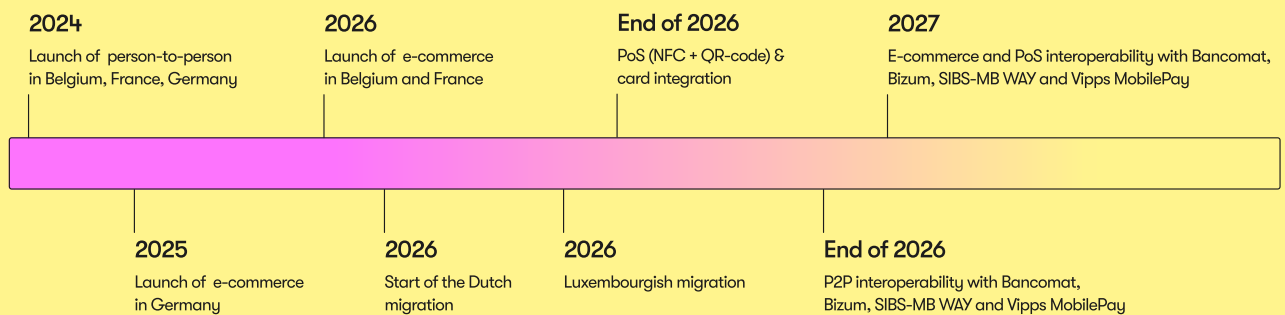 2024
Launch of person-to-person
in Belgium, France, Germany
2026
Launch of e-commerce
in Belgium and France
End of 2026
PoS (NFC + QR-code) &
card integration
2027
E-commerce and PoS interoperability with Bancomat,
Bizum, SIBS-MB WAY and Vipps MobilePay
2025
Launch of e-commerce
in Germany
2026
Start of the Dutch
migration
2026
Luxembourgish migration
End of 2026
P2P interoperability with Bancomat,
Bizum, SIBS-MB WAY and Vipps MobilePay